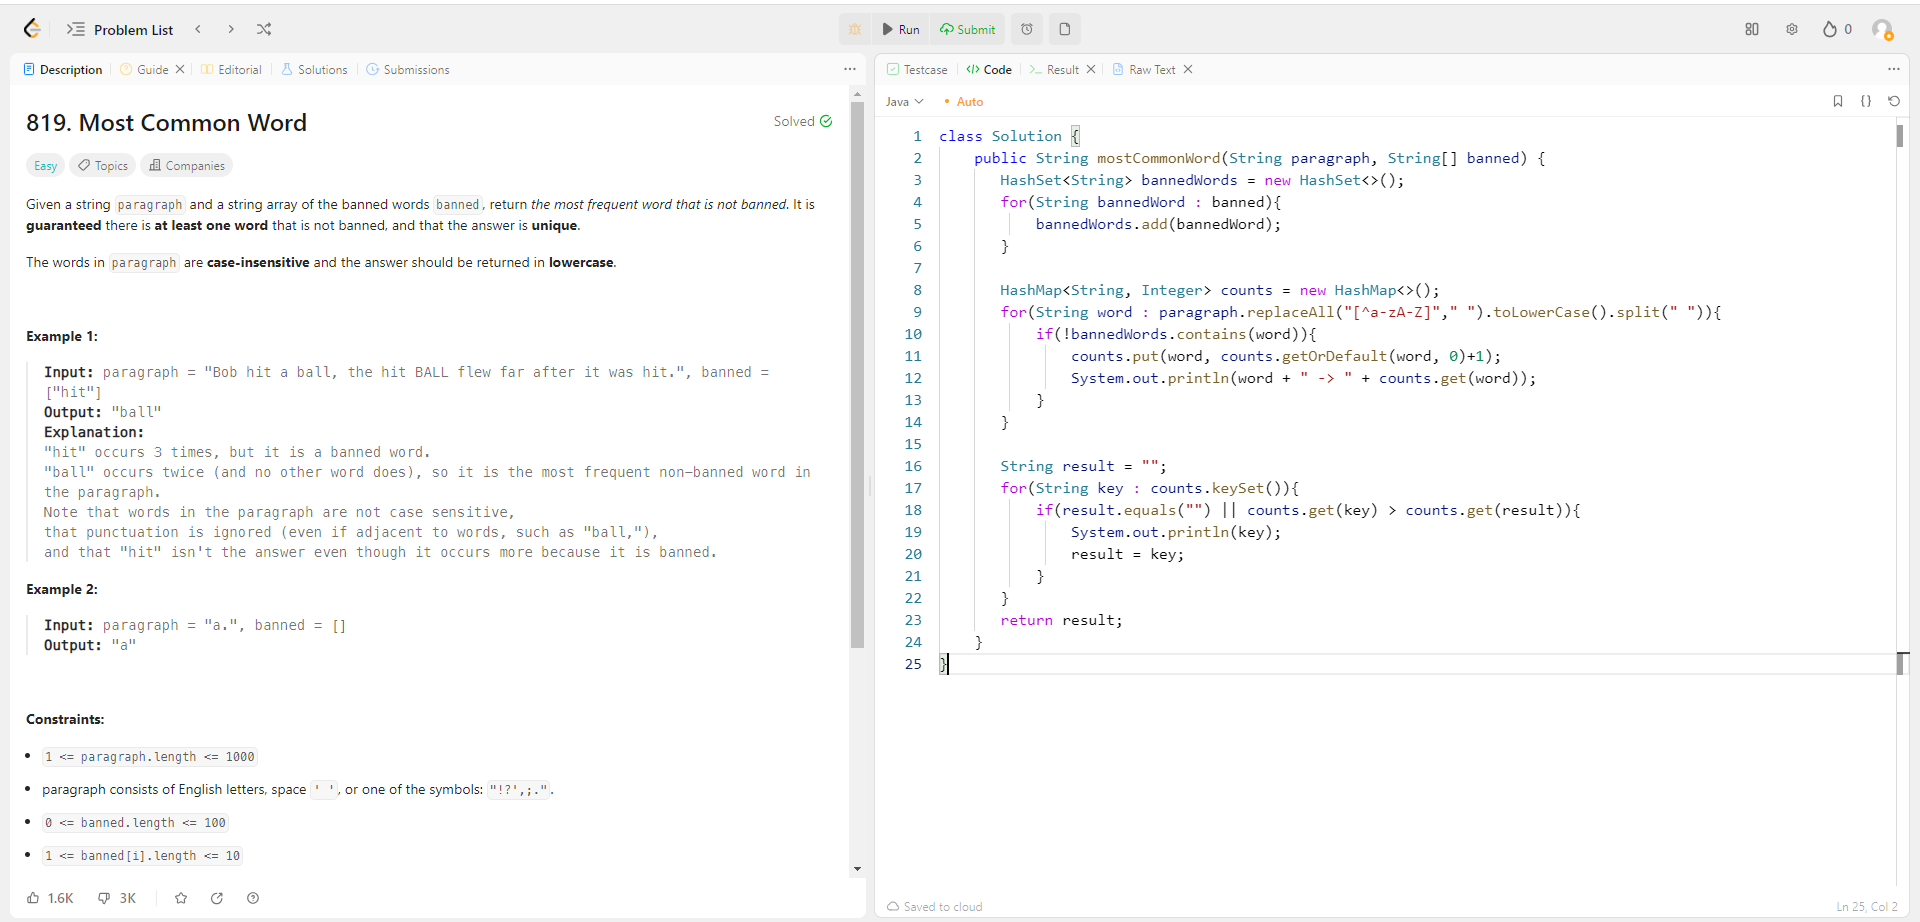 Problem List
Run
Submit
0
Description
Guide
Editorial
Solutions
Submissions
819. Most Common Word
Solved
Easy
Topics
Companies
Given a string paragraph and a string array of the banned words banned, return the most frequent word that is not banned. It is
guaranteed there is at least one word that is not banned, and that the answer is unique.
The words in paragraph are case-insensitive and the answer should be returned in lowercase.
Example 1:
Input: paragraph = "Bob hit a ball, the hit BALL flew far after it was hit.", banned =
["hit"]
Output: "ball"
Explanation:
"hit" occurs 3 times, but it is a banned word.
"ball" occurs twice (and no other word does), so it is the most frequent non-banned word in
the paragraph.
Note that words in the paragraph are not case sensitive,
that punctuation is ignored (even if adjacent to words, such as "ball,"),
and that "hit" isn't the answer even though it occurs more because it is banned.
Example 2:
Input: paragraph = "a.", banned = []
Output: "a"
Constraints:
• 1 <= paragraph.length <= 1000
• paragraph consists of English letters, space ' ', or one of the symbols: "!?',;.".
• 0 <= banned.length <= 100
• 1 <= banned[i].length <= 10
1.6K
3K
Testcase
</> Code
>_ Result
Raw Text
Java
• Auto
{}
1 class Solution {
2     public String mostCommonWord(String paragraph, String[] banned) {
3        HashSet<String> bannedWords = new HashSet<>();
4        for(String bannedWord : banned){
5            bannedWords.add(bannedWord);
6        }
7
8        HashMap<String, Integer> counts = new HashMap<>();
9        for(String word : paragraph.replaceAll("[^a-zA-Z]"," ").toLowerCase().split(" ")){
10            if(!bannedWords.contains(word)){
11                counts.put(word, counts.getOrDefault(word, 0)+1);
12                System.out.println(word + " -> " + counts.get(word));
13            }
14        }
15
16        String result = "";
17        for(String key : counts.keySet()){
18            if(result.equals("") || counts.get(key) > counts.get(result)){
19                System.out.println(key);
20                result = key;
21            }
22        }
23        return result;
24     }
25 }
Saved to cloud
Ln 25, Col 2